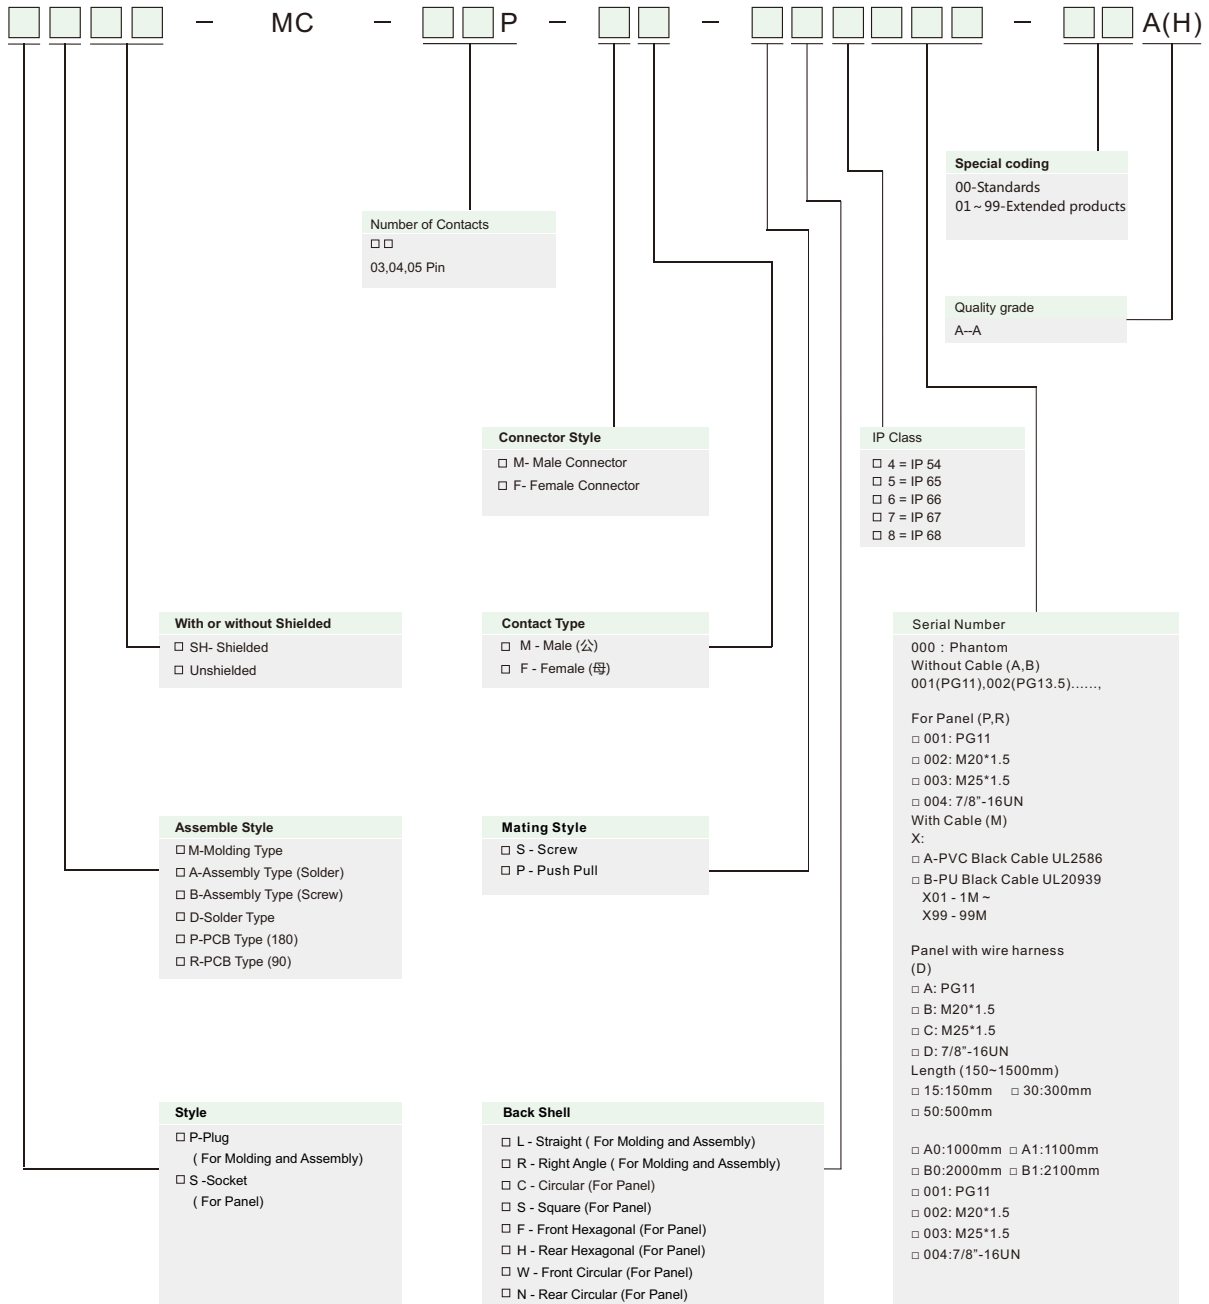 — MC — P — — — A(H)
Special coding
00-Standards
01～99-Extended products
Number of Contacts
□□
03,04,05 Pin
Quality grade
A--A
Connector Style
□ M- Male Connector
□ F- Female Connector
IP Class
□ 4 = IP 54
□ 5 = IP 65
□ 6 = IP 66
□ 7 = IP 67
□ 8 = IP 68
With or without Shielded
□ SH- Shielded
□ Unshielded
Contact Type
□ M - Male (公)
□ F - Female (母)
Serial Number
000 : Phantom
Without Cable (A,B)
001(PG11),002(PG13.5)......,
For Panel (P,R)
□ 001: PG11
□ 002: M20*1.5
□ 003: M25*1.5
□ 004: 7/8”-16UN
With Cable (M)
X:
□ A-PVC Black Cable UL2586
□ B-PU Black Cable UL20939
X01 - 1M ~
X99 - 99M
Panel with wire harness
(D)
□ A: PG11
□ B: M20*1.5
□ C: M25*1.5
□ D: 7/8”-16UN
Length (150~1500mm)
□ 15:150mm □ 30:300mm
□ 50:500mm
□ A0:1000mm □ A1:1100mm
□ B0:2000mm □ B1:2100mm
□ 001: PG11
□ 002: M20*1.5
□ 003: M25*1.5
□ 004:7/8”-16UN
Assemble Style
□ M-Molding Type
□ A-Assembly Type (Solder)
□ B-Assembly Type (Screw)
□ D-Solder Type
□ P-PCB Type (180)
□ R-PCB Type (90)
Mating Style
□ S - Screw
□ P - Push Pull
Style
□ P-Plug
( For Molding and Assembly)
□ S -Socket
( For Panel)
Back Shell
□ L - Straight ( For Molding and Assembly)
□ R - Right Angle ( For Molding and Assembly)
□ C - Circular (For Panel)
□ S - Square (For Panel)
□ F - Front Hexagonal (For Panel)
□ H - Rear Hexagonal (For Panel)
□ W - Front Circular (For Panel)
□ N - Rear Circular (For Panel)